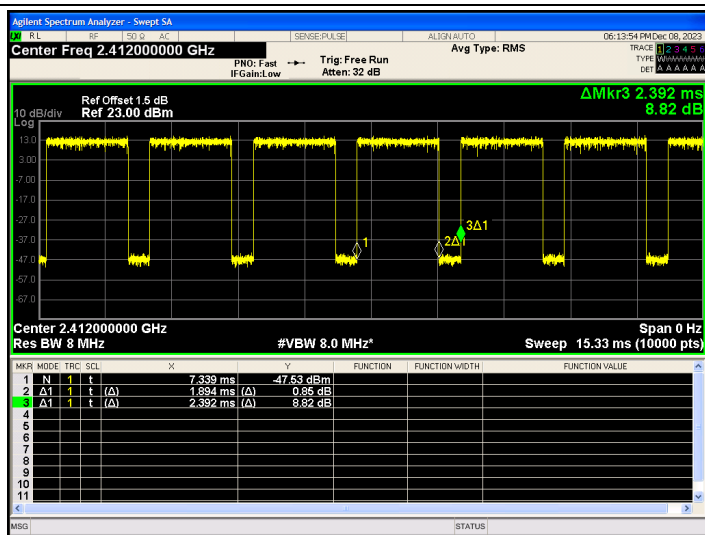 Agilent Spectrum Analyzer - Swept SA
LXI RL RF 50 Ω AC SENSE:PULSE ALIGN AUTO 06:13:54 PM Dec 08, 2023
Center Freq 2.412000000 GHz
Avg Type: RMS
TRACE 1 2 3 4 5 6
PNO: Fast Trig: Free Run
TYPE W
IFGain:Low Atten: 32 dB
DET A A A A A A
ΔMkr3 2.392 ms
8.82 dB
Ref Offset 1.5 dB
10 dB/div Ref 23.00 dBm
Log
13.0
3.00
-7.00
-17.0
-27.0
-37.0
-47.0
-57.0
-67.0
1
2Δ1
3Δ1
Center 2.412000000 GHz Span 0 Hz
Res BW 8 MHz #VBW 8.0 MHz* Sweep 15.33 ms (10000 pts)
MKR MODE TRC SCL X Y FUNCTION FUNCTION WIDTH FUNCTION VALUE
1 N 1 t 7.339 ms -47.53 dBm
2 Δ1 1 t (Δ) 1.894 ms (Δ) 0.85 dB
3 Δ1 1 t (Δ) 2.392 ms (Δ) 8.82 dB
4
5
6
7
8
9
10
11
MSG STATUS